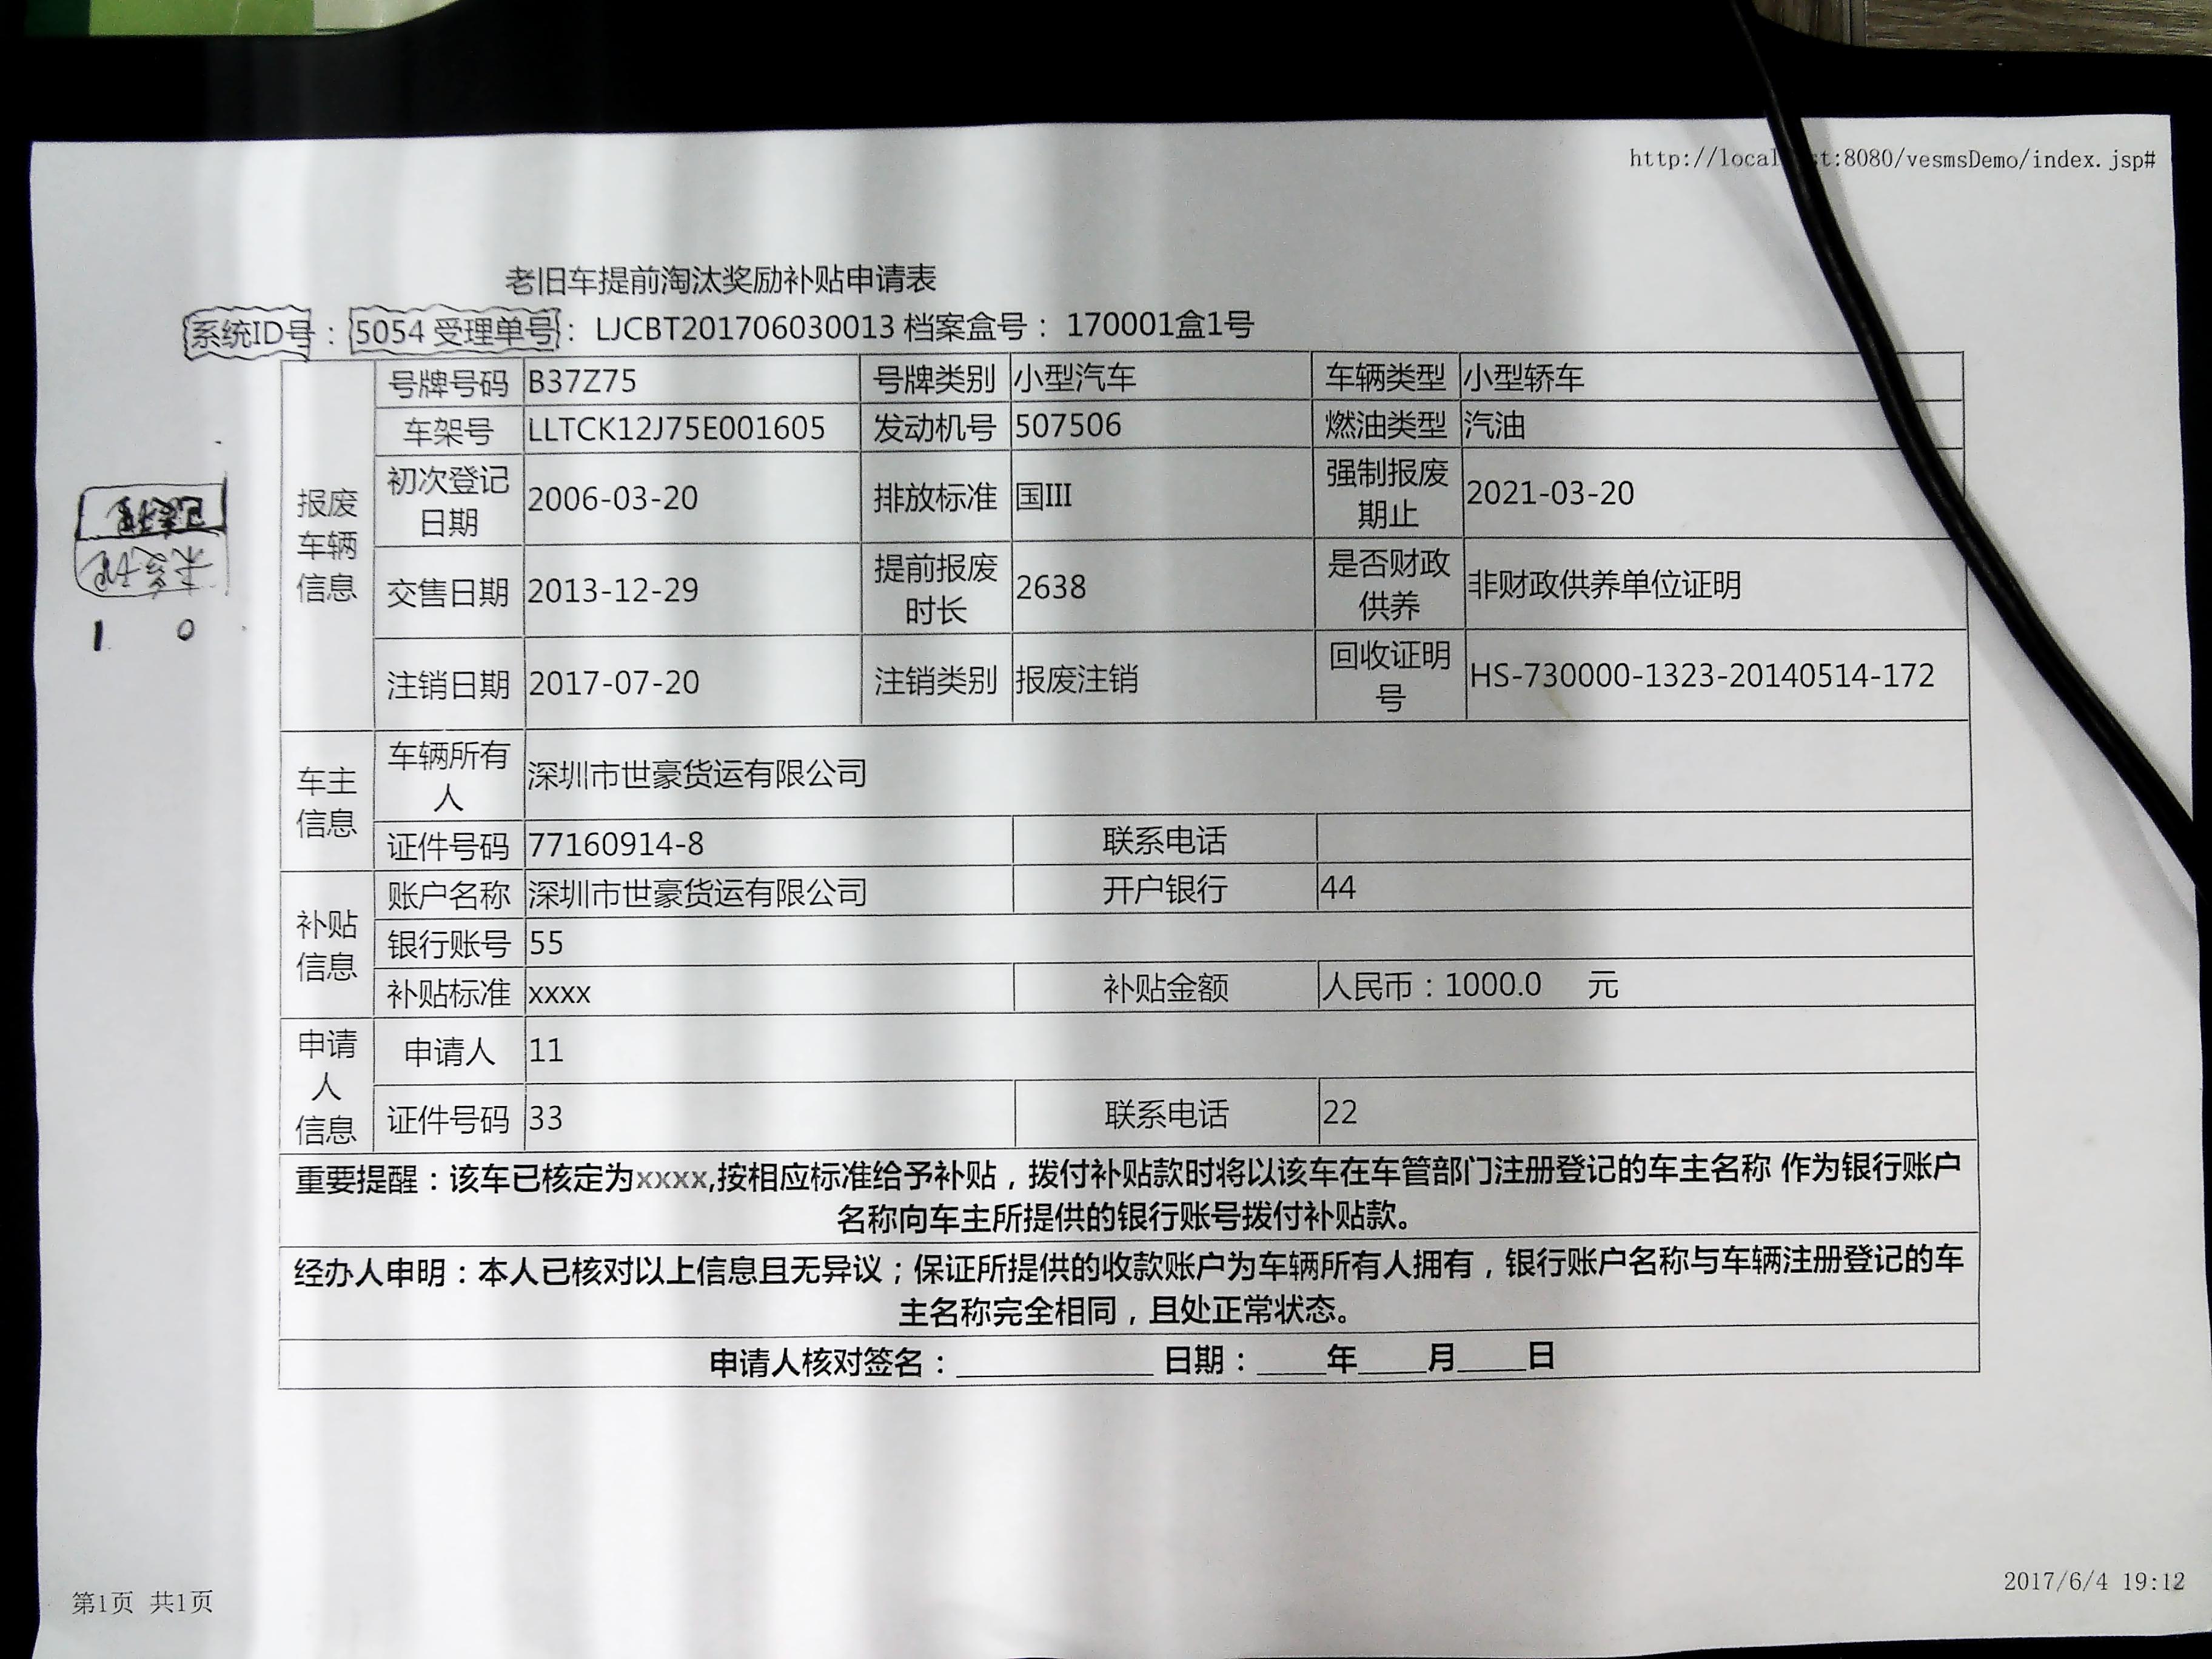 http://local st:8080/vesmsDemo/index.jsp#
老旧车提前淘汰奖励补贴申请表
系统ID号：5054 受理单号：LJCBT201706030013 档案盒号：170001盒1号
报废车辆信息
号牌号码 B37Z75 号牌类别 小型汽车 车辆类型 小型轿车
车架号 LLTCK12J75E001605 发动机号 507506 燃油类型 汽油
初次登记日期 2006-03-20 排放标准 国III 强制报废期止 2021-03-20
交售日期 2013-12-29 提前报废时长 2638 是否财政供养 非财政供养单位证明
注销日期 2017-07-20 注销类别 报废注销 回收证明号 HS-730000-1323-20140514-172
未受理
1 0
车主信息
车辆所有人 深圳市世豪货运有限公司
证件号码 77160914-8 联系电话
补贴信息
账户名称 深圳市世豪货运有限公司 开户银行 44
银行账号 55
补贴标准 xxxx 补贴金额 人民币：1000.0 元
申请人信息
申请人 11
证件号码 33 联系电话 22
重要提醒：该车已核定为xxxx,按相应标准给予补贴，拨付补贴款时将以该车在车管部门注册登记的车主名称 作为银行账户
名称向车主所提供的银行账号拨付补贴款。
经办人申明：本人已核对以上信息且无异议；保证所提供的收款账户为车辆所有人拥有，银行账户名称与车辆注册登记的车
主名称完全相同，且处正常状态。
申请人核对签名：__________ 日期：____年____月____日
第1页 共1页
2017/6/4 19:12